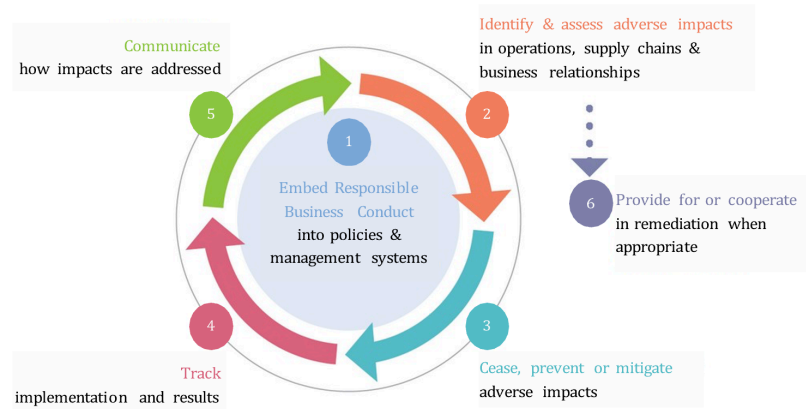 1
Embed Responsible
Business Conduct
into policies &
management systems
2
Identify & assess adverse impacts
in operations, supply chains &
business relationships
3
Cease, prevent or mitigate
adverse impacts
4
Track
implementation and results
5
Communicate
how impacts are addressed
6
Provide for or cooperate
in remediation when
appropriate